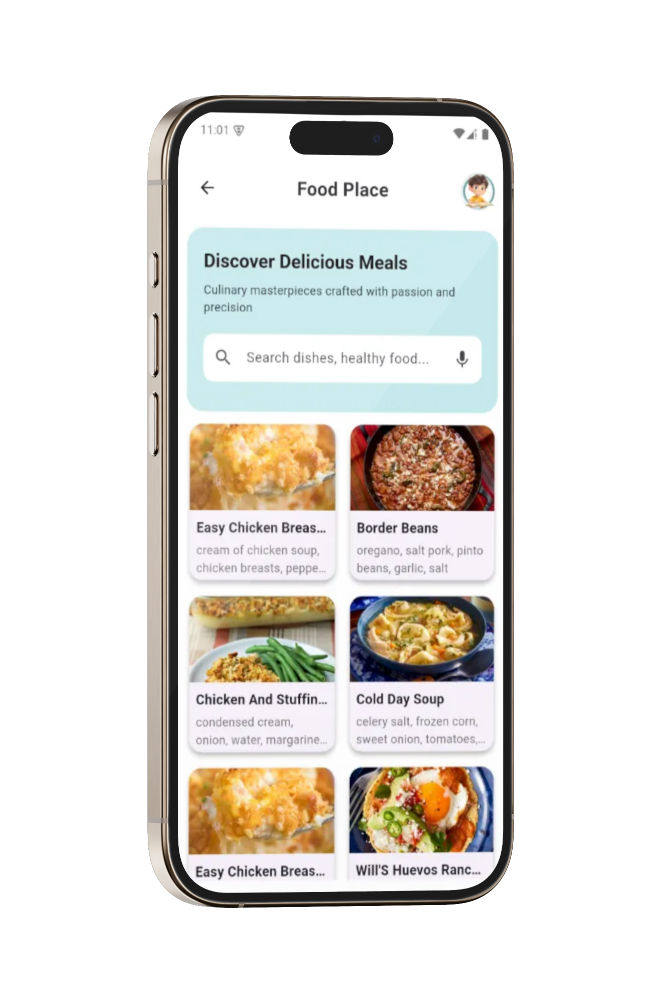 11:01
Food Place
Discover Delicious Meals
Culinary masterpieces crafted with passion and
precision
Search dishes, healthy food...
Easy Chicken Breas...
cream of chicken soup,
chicken breasts, peppe...
Border Beans
oregano, salt pork, pinto
beans, garlic, salt
Chicken And Stuffin...
condensed cream,
onion, water, margarine...
Cold Day Soup
celery salt, frozen corn,
sweet onion, tomatoes,...
Easy Chicken Breas...
Will'S Huevos Ranc...